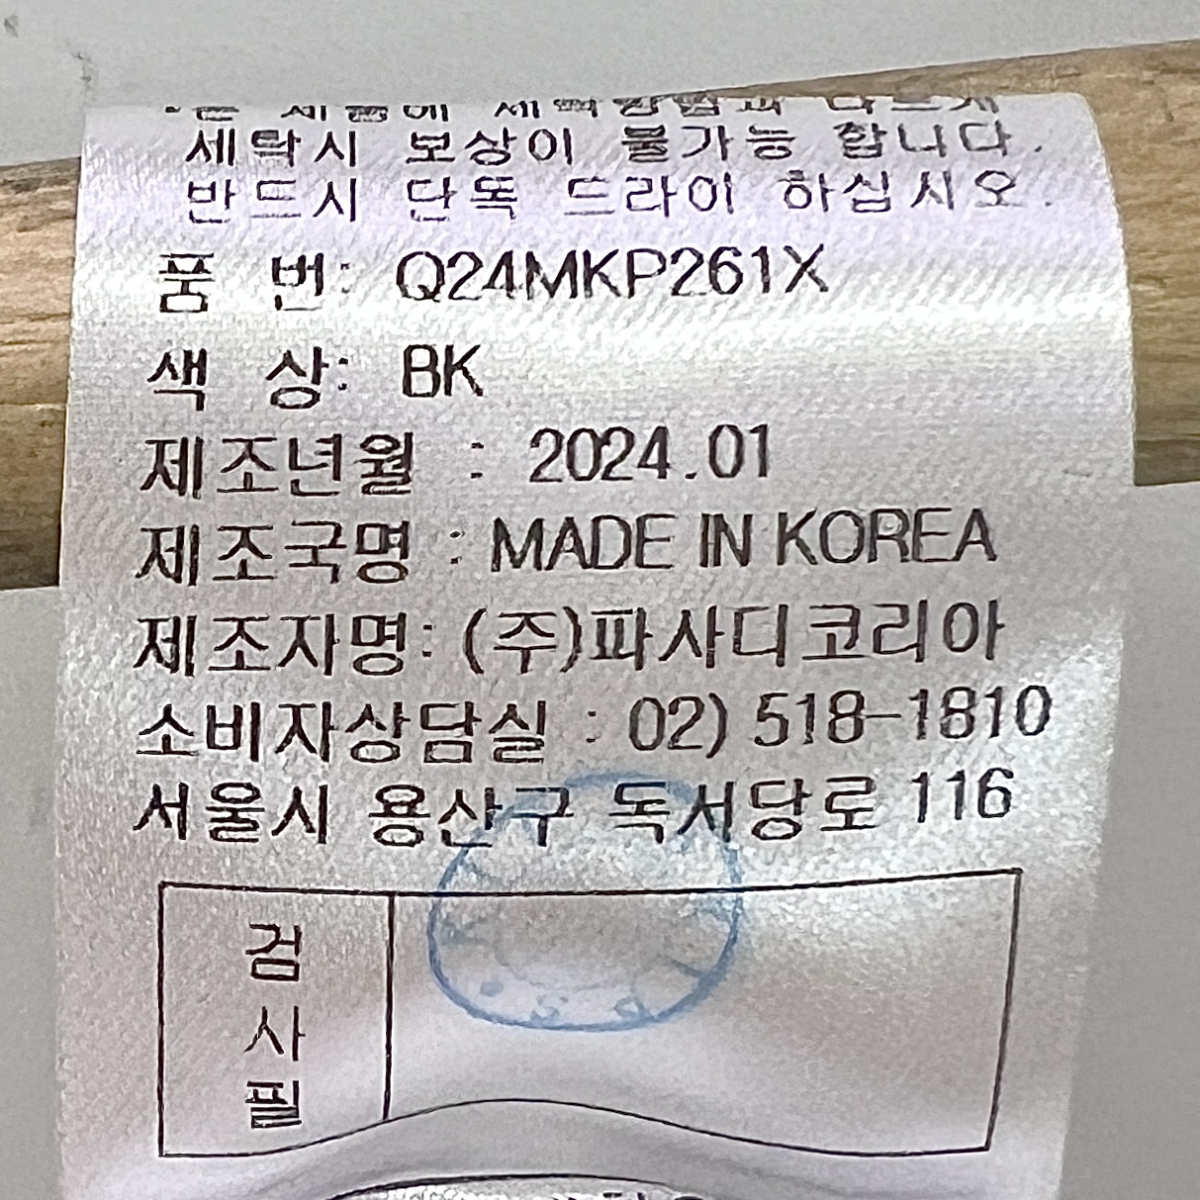 세탁시 보상이 불가능 합니다.
반드시 단독 드라이 하십시오.
품 번: Q24MKP261X
색 상: BK
제조년월 : 2024.01
제조국명 : MADE IN KOREA
제조자명: (주)파사디코리아
소비자상담실 : 02) 518-1810
서울시 용산구 독서당로 116
검
사
필